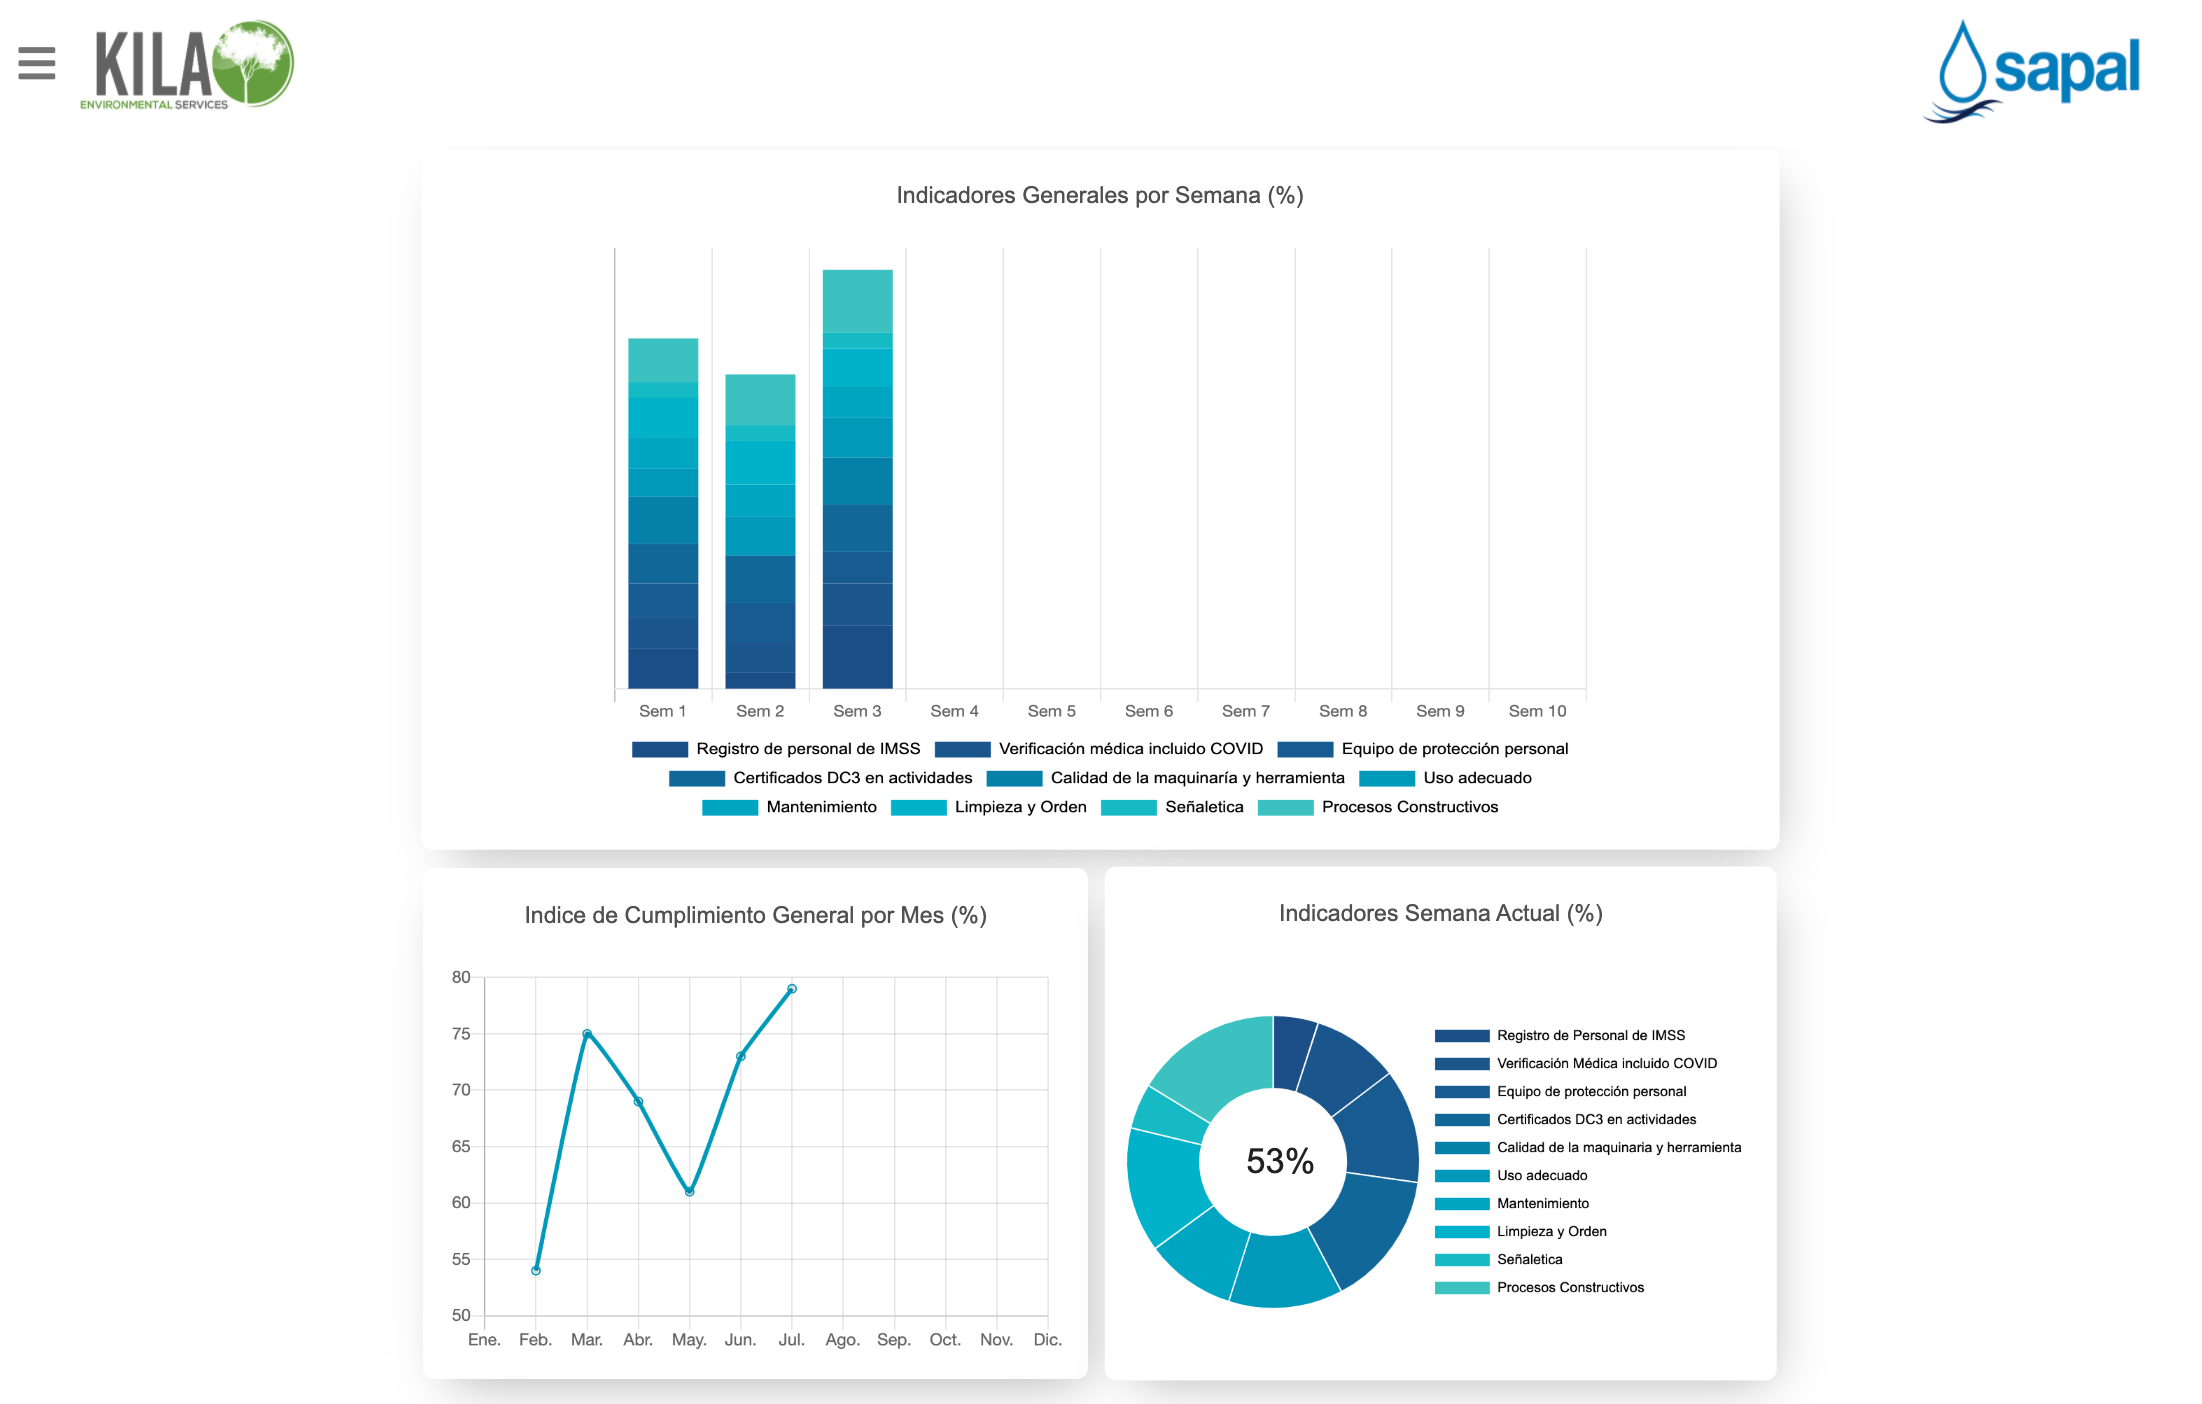 KILA
ENVIRONMENTAL SERVICES
sapal
Indicadores Generales por Semana (%)
Sem 1 Sem 2 Sem 3 Sem 4 Sem 5 Sem 6 Sem 7 Sem 8 Sem 9 Sem 10
Registro de personal de IMSS Verificación médica incluido COVID Equipo de protección personal
Certificados DC3 en actividades Calidad de la maquinaría y herramienta Uso adecuado
Mantenimiento Limpieza y Orden Señaletica Procesos Constructivos
Indice de Cumplimiento General por Mes (%)
80
75
70
65
60
55
50
Ene. Feb. Mar. Abr. May. Jun. Jul. Ago. Sep. Oct. Nov. Dic.
Indicadores Semana Actual (%)
53%
Registro de Personal de IMSS
Verificación Médica incluido COVID
Equipo de protección personal
Certificados DC3 en actividades
Calidad de la maquinaria y herramienta
Uso adecuado
Mantenimiento
Limpieza y Orden
Señaletica
Procesos Constructivos